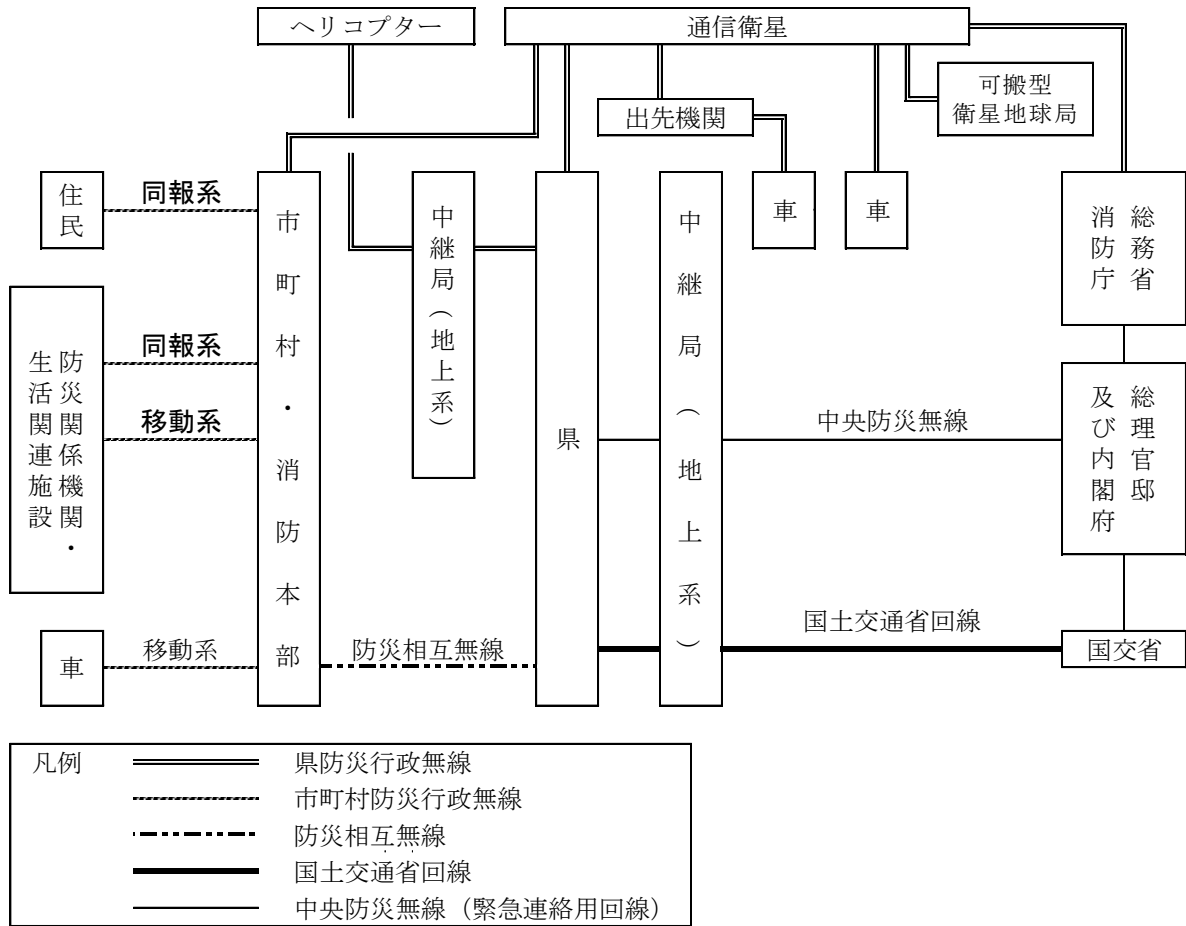 ヘリコプター
通信衛星
可搬型
衛星地球局
出先機関
住民
同報系
市町村・消防本部
中継局(地上系)
県
中継局(地上系)
車
車
総務省
消防庁
防災関係機関・
生活関連施設
同報系
移動系
中央防災無線
総理官邸
及び内閣府
車
移動系
防災相互無線
国土交通省回線
国交省
凡例
県防災行政無線
市町村防災行政無線
防災相互無線
国土交通省回線
中央防災無線(緊急連絡用回線)